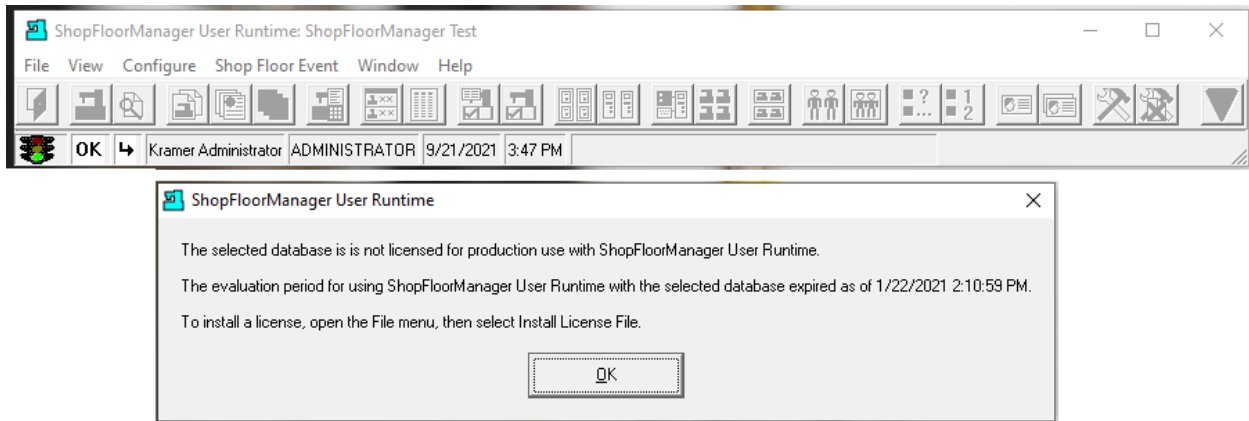 ShopFloorManager User Runtime: ShopFloorManager Test
File View Configure Shop Floor Event Window Help
OK Kramer Administrator ADMINISTRATOR 9/21/2021 3:47 PM
ShopFloorManager User Runtime
The selected database is is not licensed for production use with ShopFloorManager User Runtime.
The evaluation period for using ShopFloorManager User Runtime with the selected database expired as of 1/22/2021 2:10:59 PM.
To install a license, open the File menu, then select Install License File.
OK